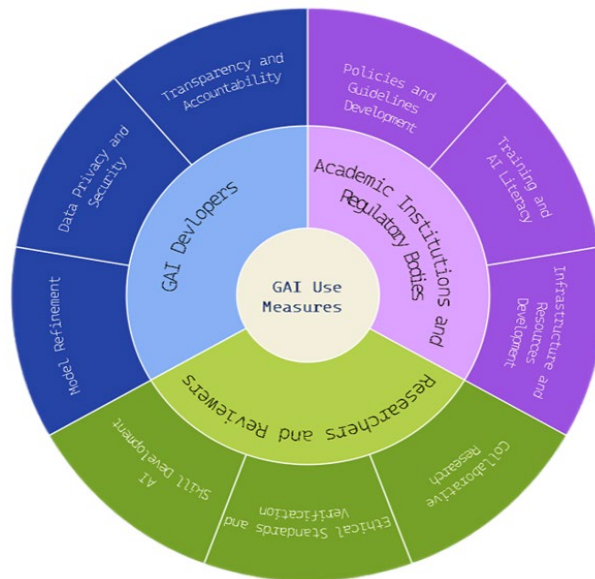 GAI Use
Measures
GAI Devlopers
Transparency and
Accountability
Data Privacy and
Security
Model Refinement
Academic Institutions and
Regulatory Bodies
Policies and
Guidelines
Development
Training and
AI Literacy
Infrastructure and
Resources
Development
Researchers and Reviewers
Collaborative
Research
Ethical Standards and
Verification
AI
Skill Development